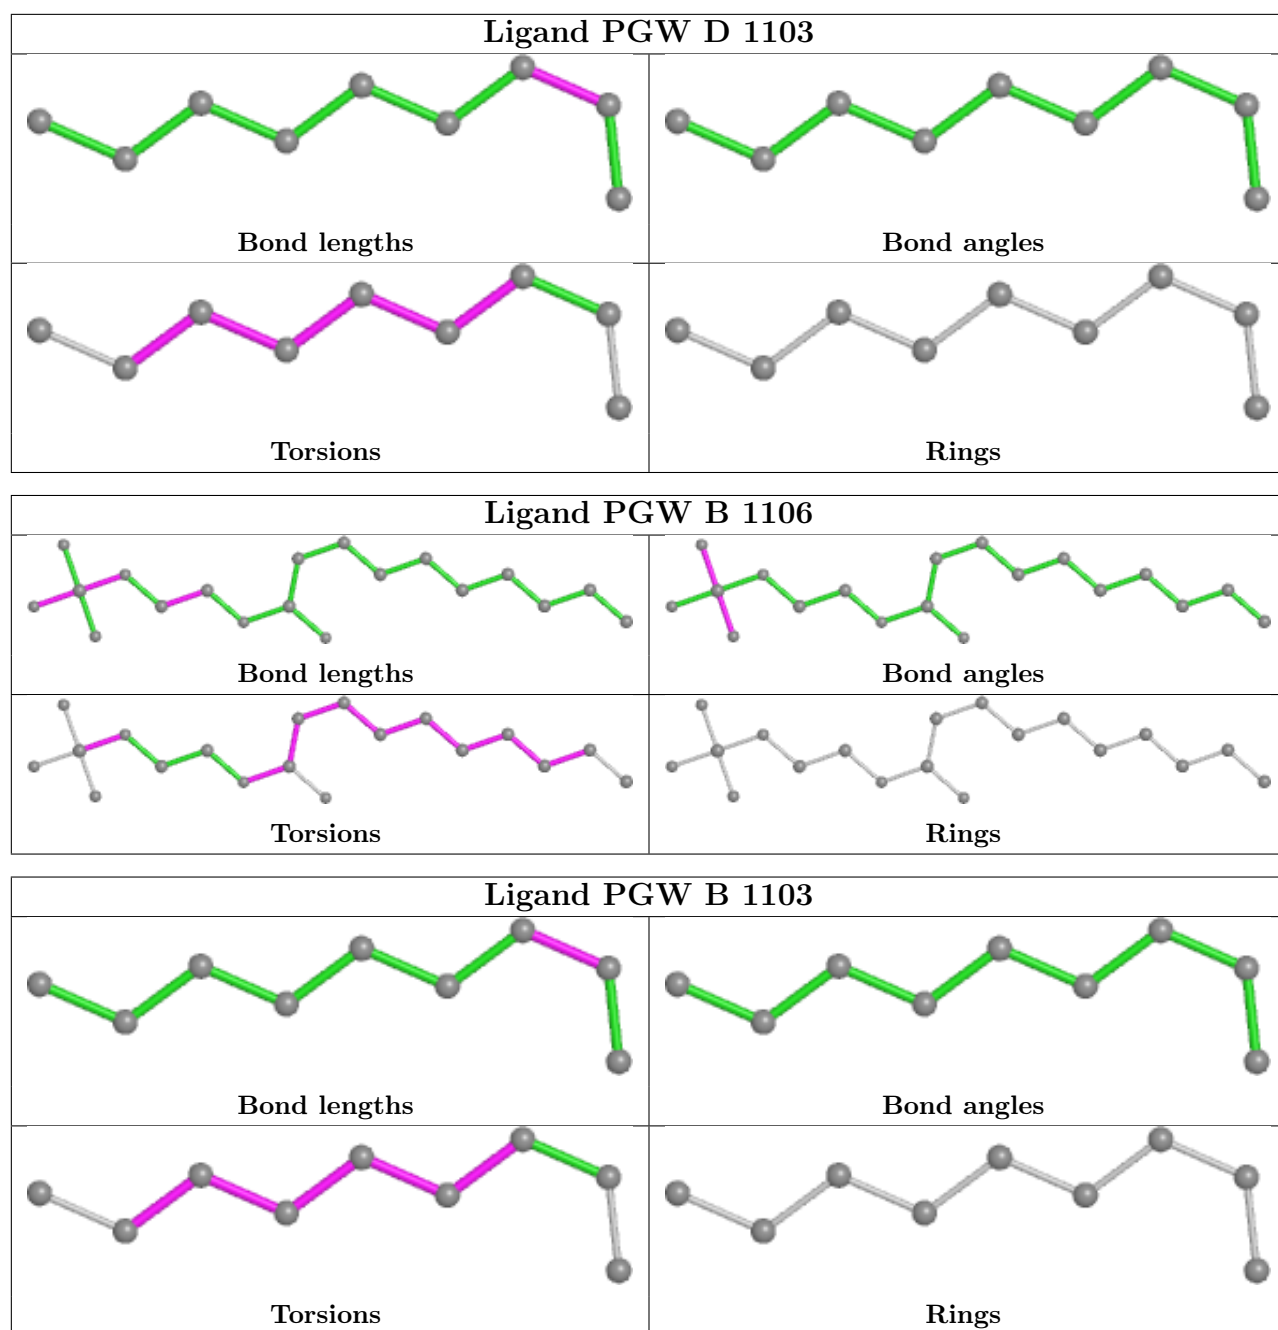 Ligand PGW D 1103
Bond lengths
Bond angles
Torsions
Rings
Ligand PGW B 1106
Bond lengths
Bond angles
Torsions
Rings
Ligand PGW B 1103
Bond lengths
Bond angles
Torsions
Rings